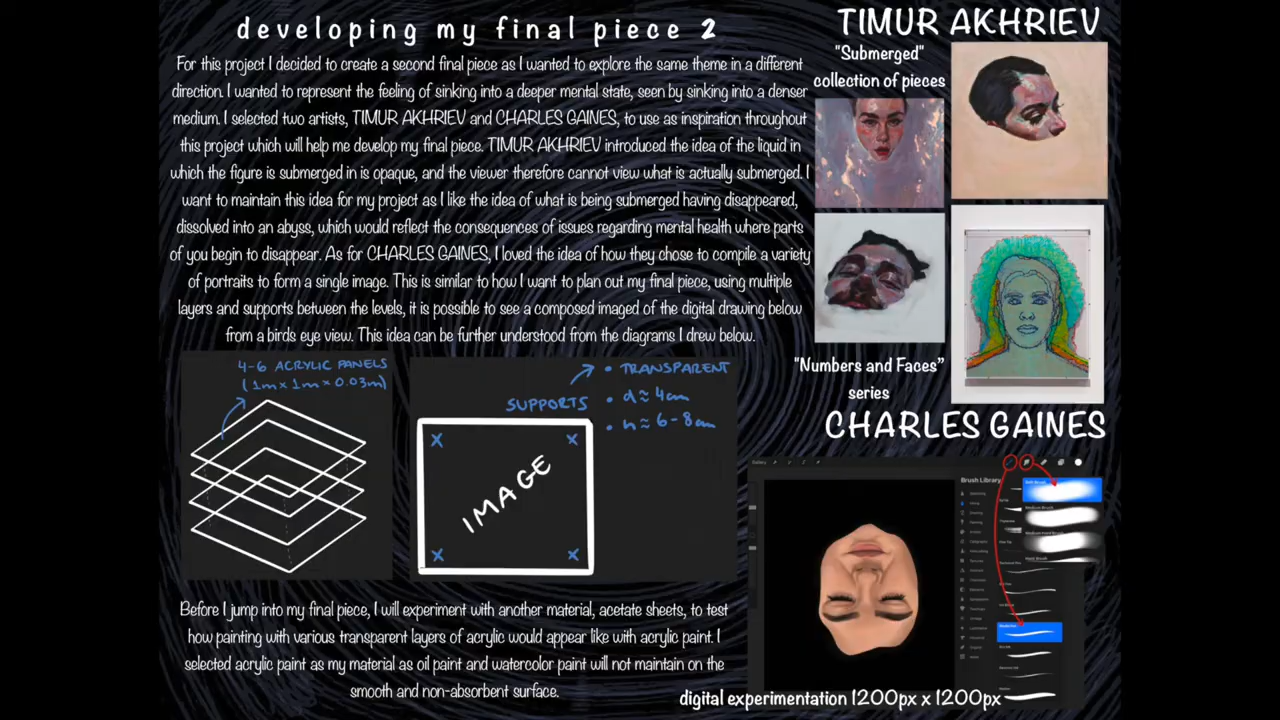 developing my final piece 2
For this project I decided to create a second final piece as I wanted to explore the same theme in a different
direction. I wanted to represent the feeling of sinking into a deeper mental state, seen by sinking into a denser
medium. I selected two artists, TIMUR AKHRIEV and CHARLES GAINES, to use as inspiration throughout
this project which will help me develop my final piece. TIMUR AKHRIEV introduced the idea of the liquid in
which the figure is submerged in is opaque, and the viewer therefore cannot view what is actually submerged. I
want to maintain this idea for my project as I like the idea of what is being submerged having disappeared,
dissolved into an abyss, which would reflect the consequences of issues regarding mental health where parts
of you begin to disappear. As for CHARLES GAINES, I loved the idea of how they chose to compile a variety
of portraits to form a single image. This is similar to how I want to plan out my final piece, using multiple
layers and supports between the levels, it is possible to see a composed imaged of the digital drawing below
from a birds eye view. This idea can be further understood from the diagrams I drew below.
TIMUR AKHRIEV
"Submerged"
collection of pieces
"Numbers and Faces"
series
CHARLES GAINES
4-6 ACRYLIC PANELS
(1m x 1m x 0.03m)
SUPPORTS
• TRANSPARENT
• d ≈ 4cm
• h ≈ 6-8cm
IMAGE
Before I jump into my final piece, I will experiment with another material, acetate sheets, to test
how painting with various transparent layers of acrylic would appear like with acrylic paint. I
selected acrylic paint as my material as oil paint and watercolor paint will not maintain on the
smooth and non-absorbent surface.
Gallery
Brush Library
digital experimentation 1200px x 1200px